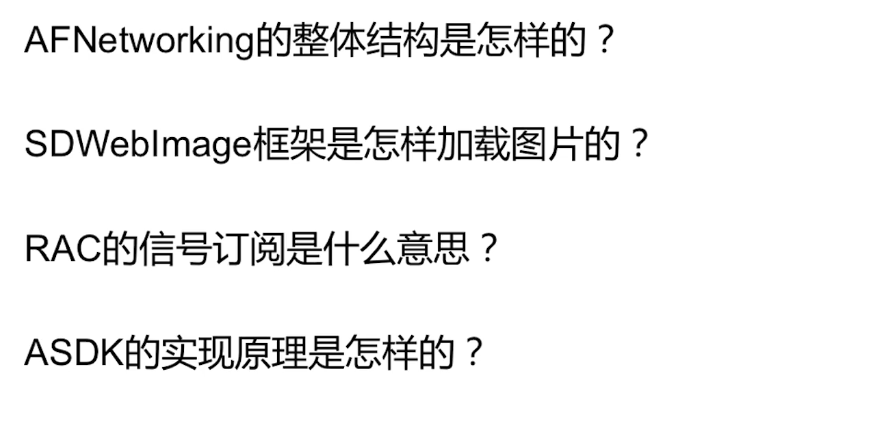 AFNetworking的整体结构是怎样的？
SDWebImage框架是怎样加载图片的？
RAC的信号订阅是什么意思？
ASDK的实现原理是怎样的？